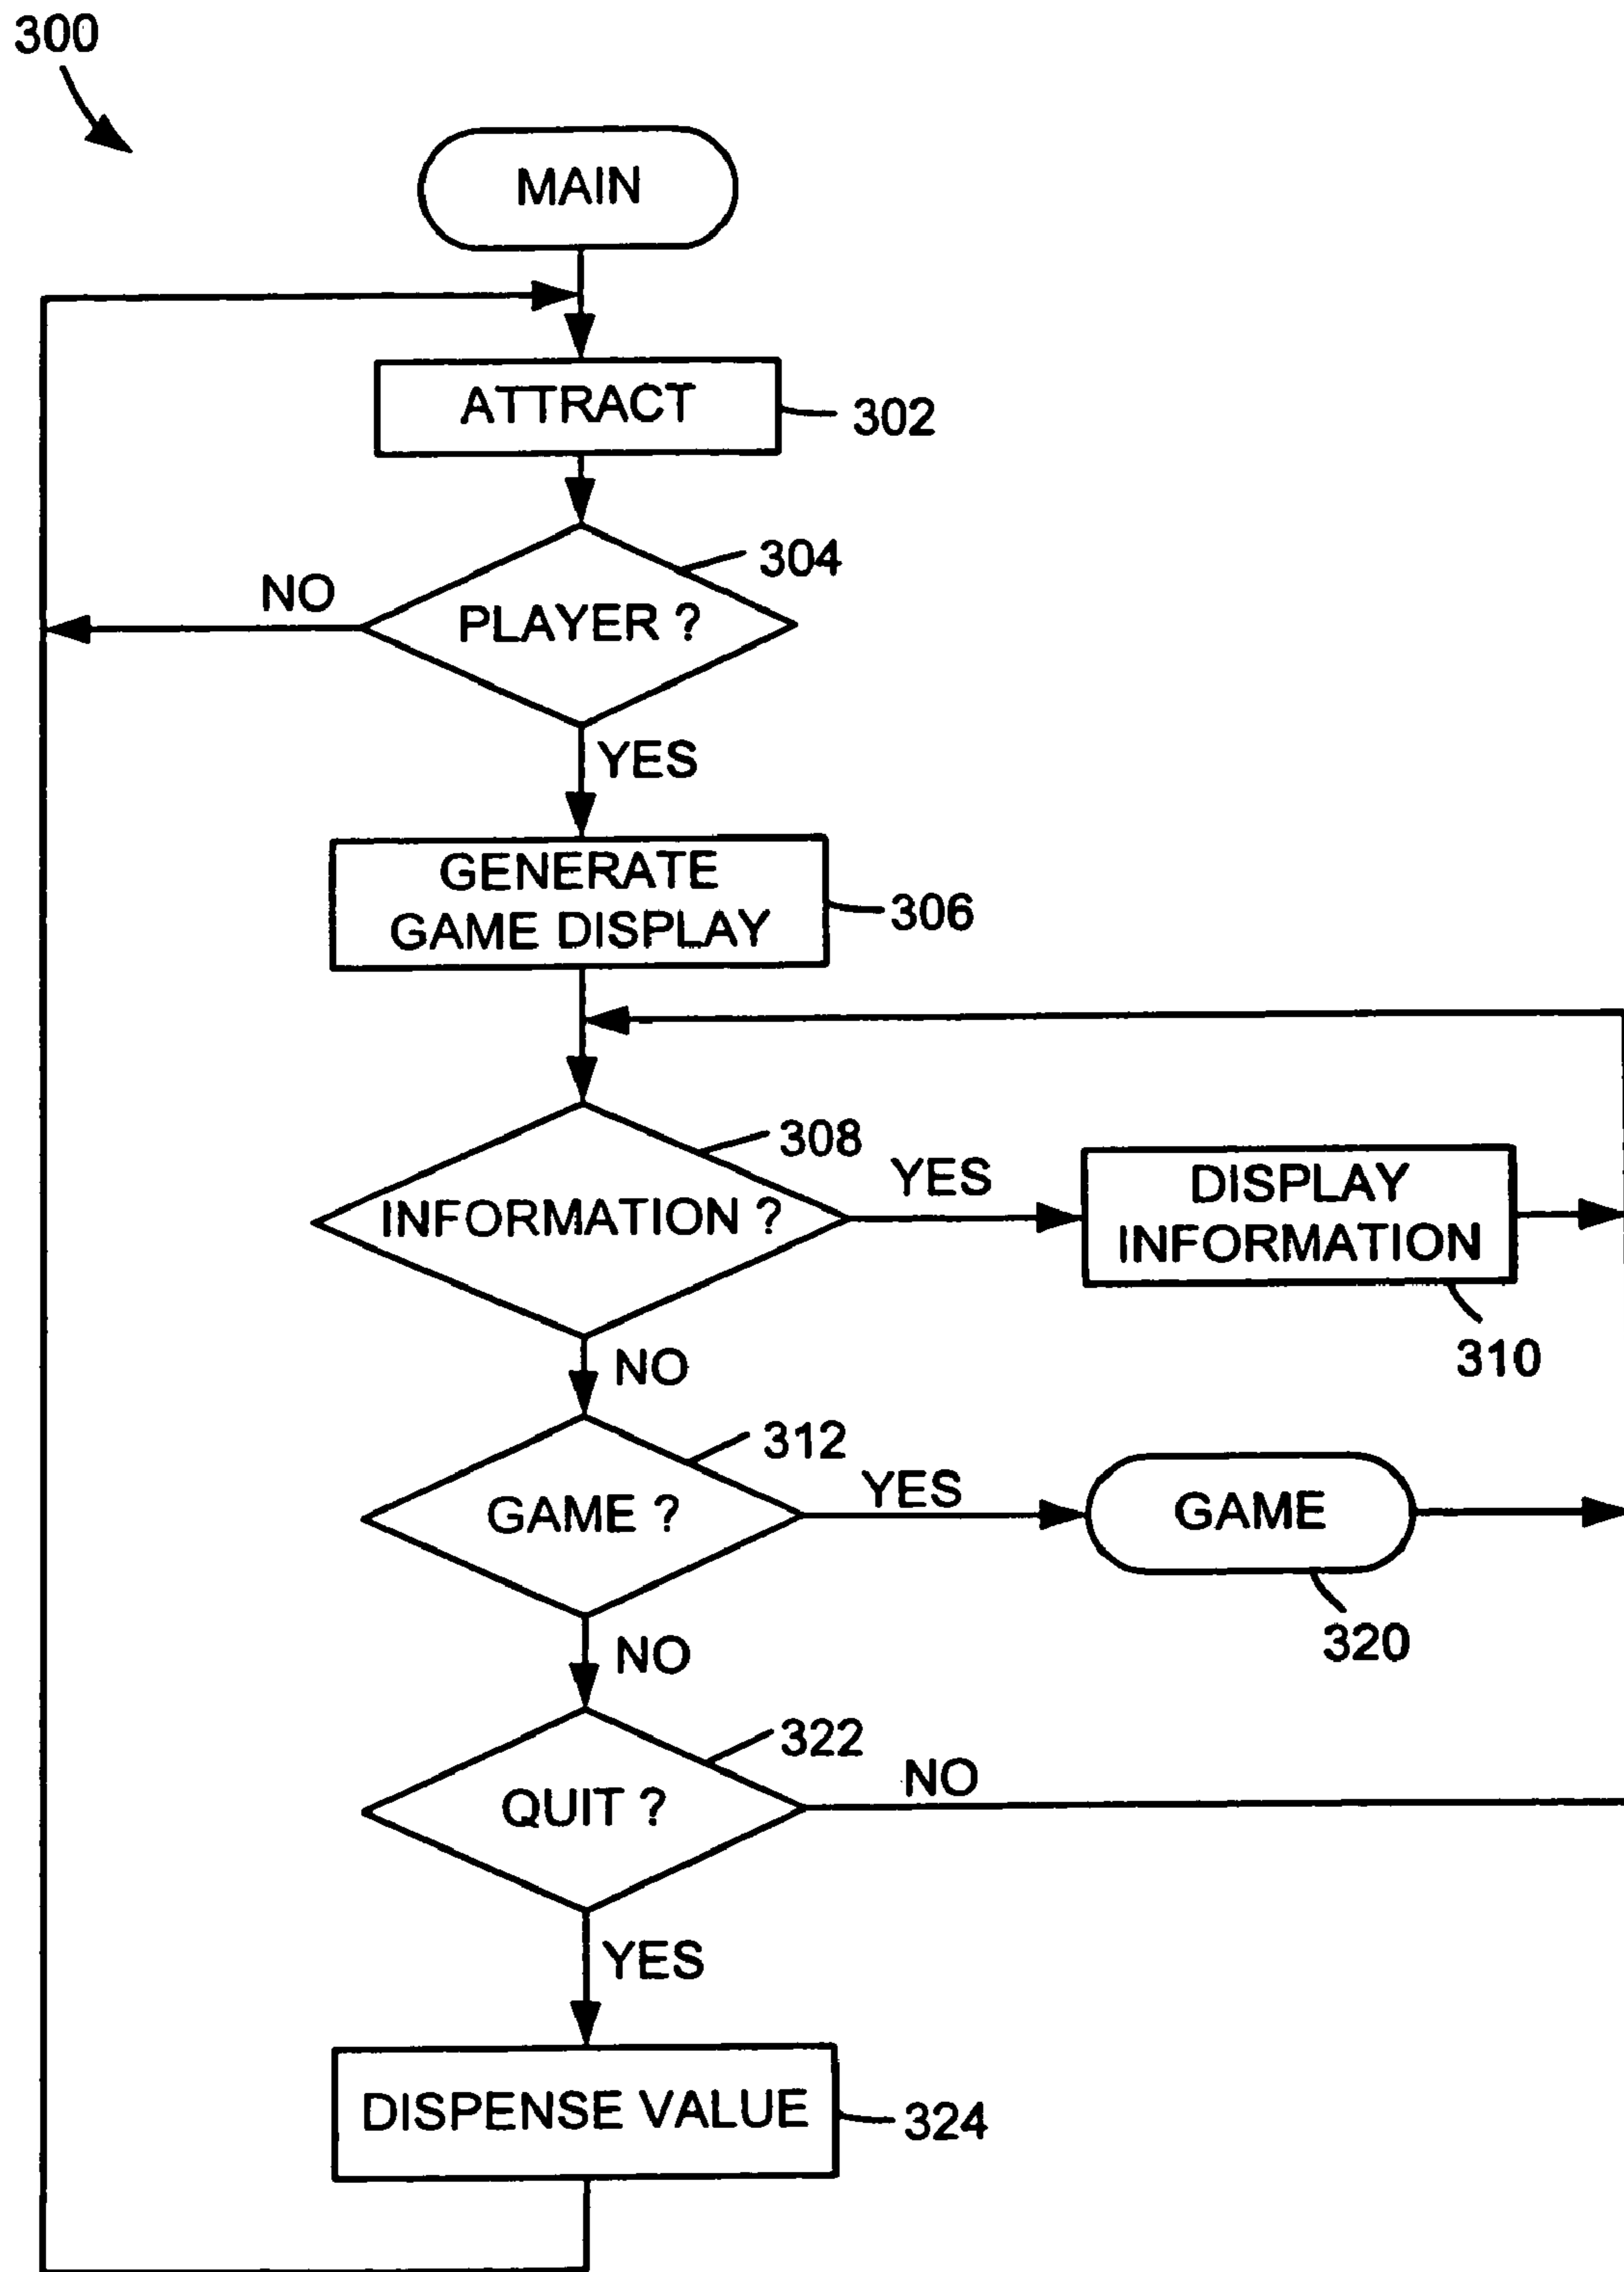 300
MAIN
ATTRACT
302
304
NO
PLAYER ?
YES
GENERATE
GAME DISPLAY
306
308
INFORMATION ?
YES
DISPLAY
INFORMATION
310
NO
312
GAME ?
YES
GAME
320
NO
322
QUIT ?
NO
YES
DISPENSE VALUE
324